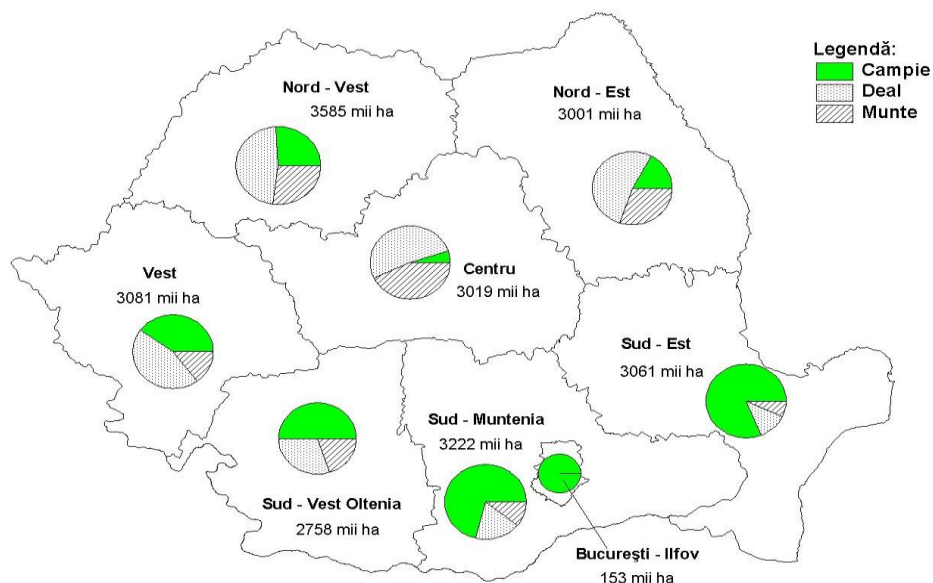 Legendă:
Campie
Deal
Munte
Nord - Vest
3585 mii ha
Nord - Est
3001 mii ha
Centru
3019 mii ha
Vest
3081 mii ha
Sud - Est
3061 mii ha
Sud - Muntenia
3222 mii ha
Sud - Vest Oltenia
2758 mii ha
Bucureşti - Ilfov
153 mii ha